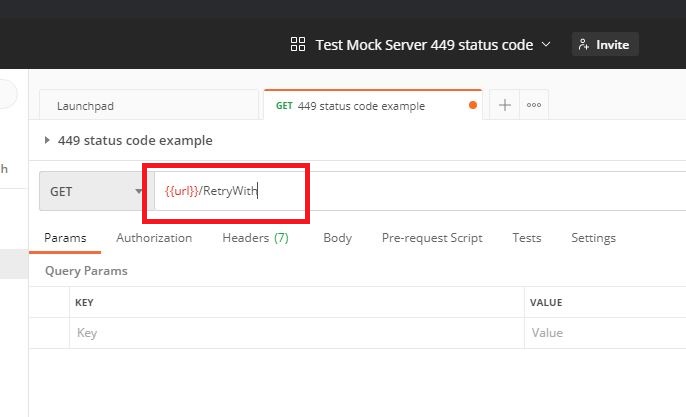 Test Mock Server 449 status code Invite
Launchpad GET 449 status code example
449 status code example
h
GET {{url}}/RetryWith
Params Authorization Headers (7) Body Pre-request Script Tests Settings
Query Params
KEY VALUE
Key Value